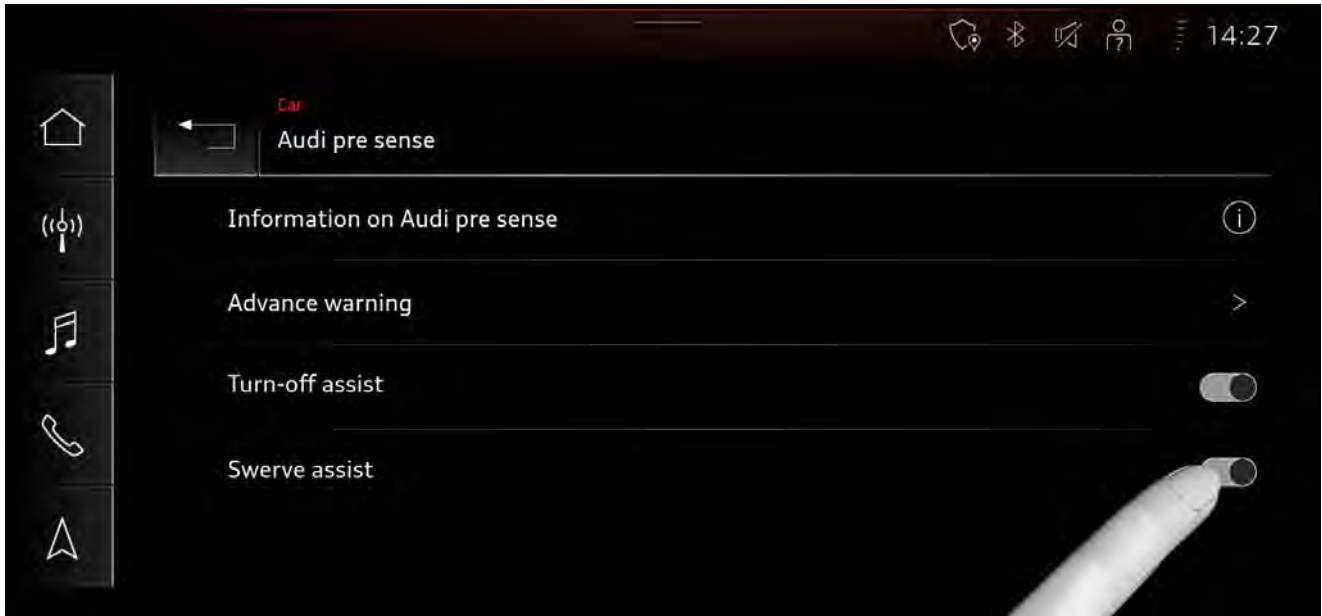 14:27
Car
Audi pre sense
Information on Audi pre sense
Advance warning
Turn-off assist
Swerve assist